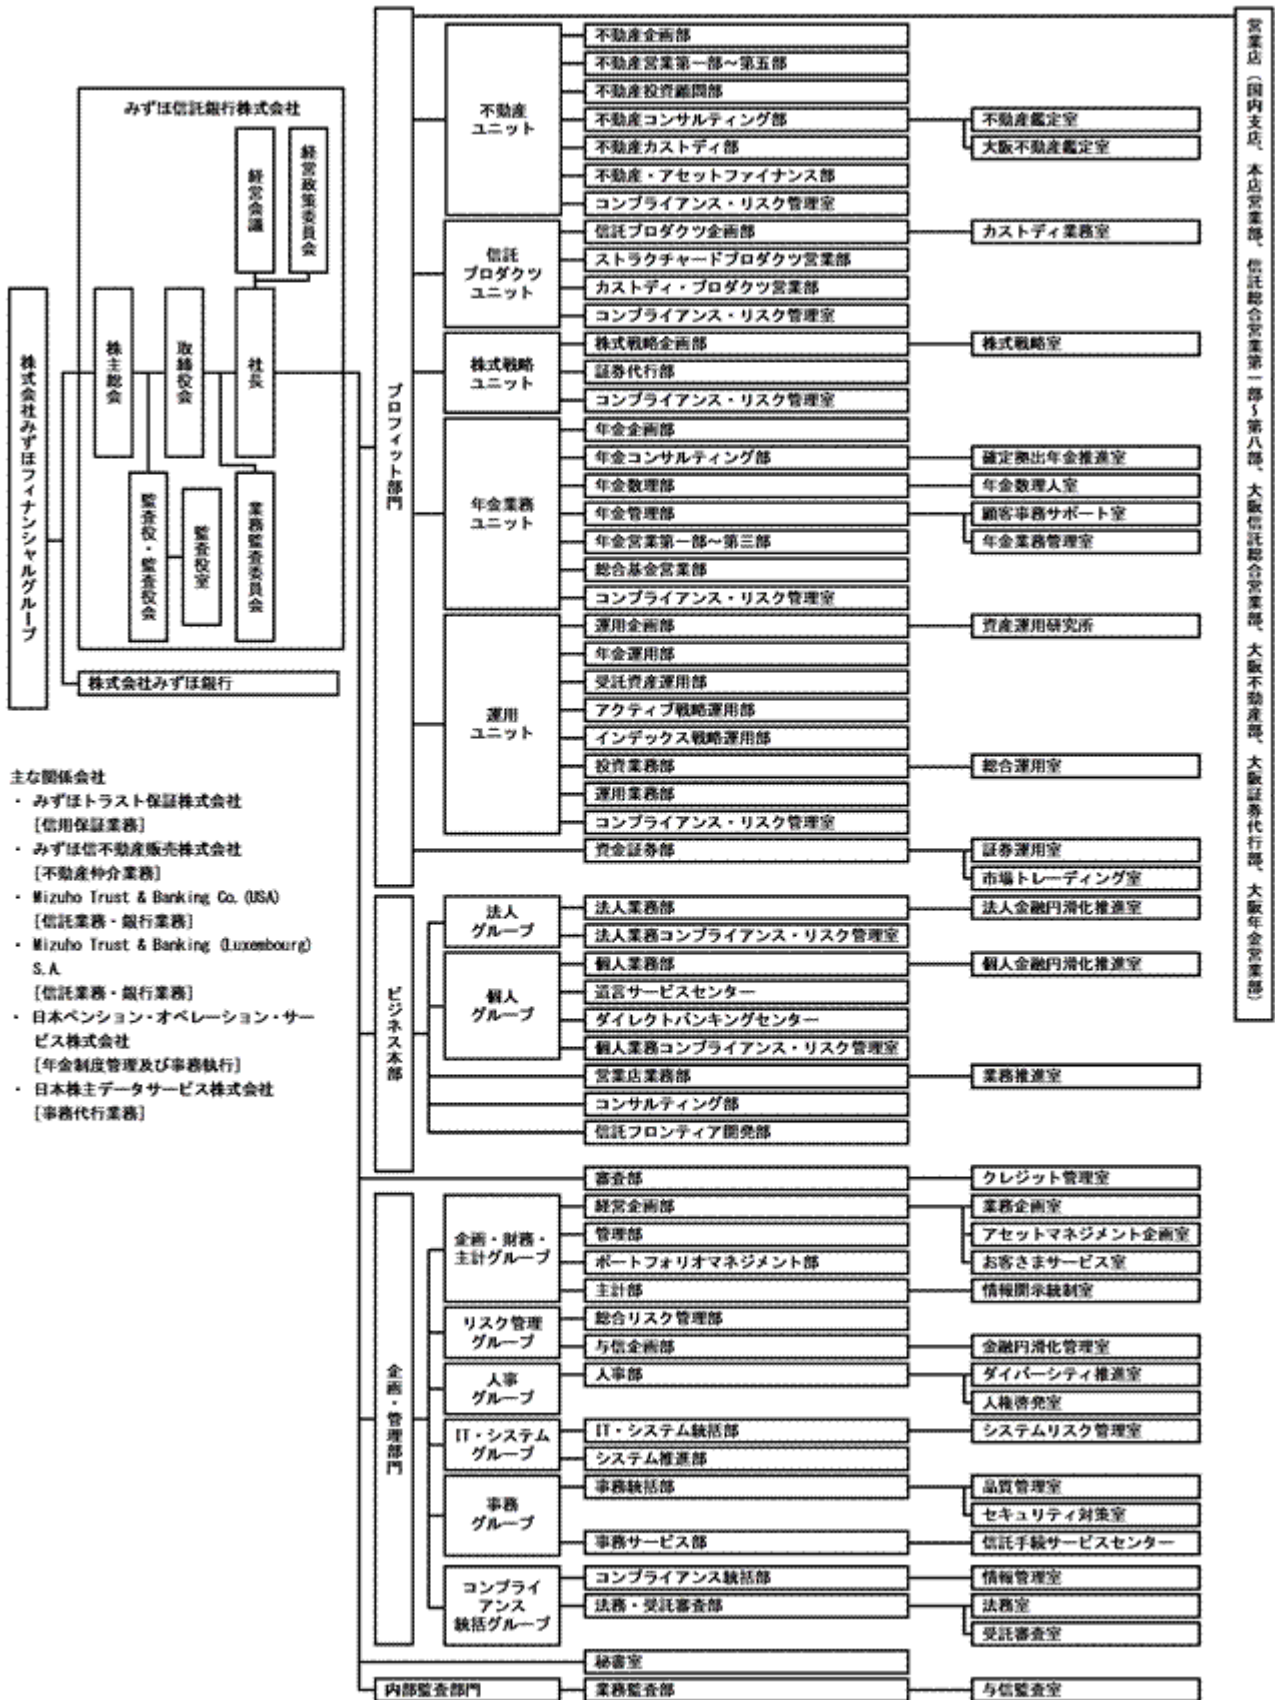 株式会社みずほフィナンシャルグループ
みずほ信託銀行株式会社
経営会議
経営政策委員会
株主総会
取締役会
社長
監査役・監査役会
監査役室
業務監査委員会
株式会社みずほ銀行
主な関係会社
・ みずほトラスト保証株式会社
[信用保証業務]
・ みずほ信不動産販売株式会社
[不動産仲介業務]
・ Mizuho Trust & Banking Co. (USA)
[信託業務・銀行業務]
・ Mizuho Trust & Banking (Luxembourg)
S.A.
[信託業務・銀行業務]
・ 日本ペンション・オペレーション・サー
ビス株式会社
[年金制度管理及び事務執行]
・ 日本株主データサービス株式会社
[事務代行業務]
プロフィット部門
不動産
ユニット
不動産企画部
不動産営業第一部～第五部
不動産投資顧問部
不動産コンサルティング部
不動産鑑定室
大阪不動産鑑定室
不動産カストディ部
不動産・アセットファイナンス部
コンプライアンス・リスク管理室
信託
プロダクツ
ユニット
信託プロダクツ企画部
カストディ業務室
ストラクチャードプロダクツ営業部
カストディ・プロダクツ営業部
コンプライアンス・リスク管理室
株式戦略
ユニット
株式戦略企画部
株式戦略室
証券代行部
コンプライアンス・リスク管理室
年金業務
ユニット
年金企画部
年金コンサルティング部
確定拠出年金推進室
年金数理部
年金数理人室
年金管理部
顧客事務サポート室
年金業務管理室
年金営業第一部～第三部
総合基金営業部
コンプライアンス・リスク管理室
運用
ユニット
運用企画部
資産運用研究所
年金運用部
受託資産運用部
アクティブ戦略運用部
インデックス戦略運用部
投資業務部
総合運用室
運用業務部
コンプライアンス・リスク管理室
資金証券部
証券運用室
市場トレーディング室
ビジネス本部
法人
グループ
法人業務部
法人金融円滑化推進室
法人業務コンプライアンス・リスク管理室
個人
グループ
個人業務部
個人金融円滑化推進室
遺言サービスセンター
ダイレクトバンキングセンター
個人業務コンプライアンス・リスク管理室
営業店業務部
業務推進室
コンサルティング部
信託フロンティア開発部
審査部
クレジット管理室
企画・管理部門
企画・財務・
主計グループ
経営企画部
業務企画室
アセットマネジメント企画室
お客さまサービス室
管理部
ポートフォリオマネジメント部
主計部
情報開示統制室
リスク管理
グループ
総合リスク管理部
与信企画部
金融円滑化管理室
人事
グループ
人事部
ダイバーシティ推進室
人権啓発室
IT・システム
グループ
IT・システム統括部
システムリスク管理室
システム推進部
事務
グループ
事務統括部
品質管理室
セキュリティ対策室
事務サービス部
信託手続サービスセンター
コンプライ
アンス
統括グループ
コンプライアンス統括部
情報管理室
法務・受託審査部
法務室
受託審査室
秘書室
内部監査部門
業務監査部
与信監査室
営業店（国内支店、本店営業部、信託総合営業第一部～第八部、大阪信託総合営業部、大阪不動産部、大阪証券代行部、大阪年金営業部）